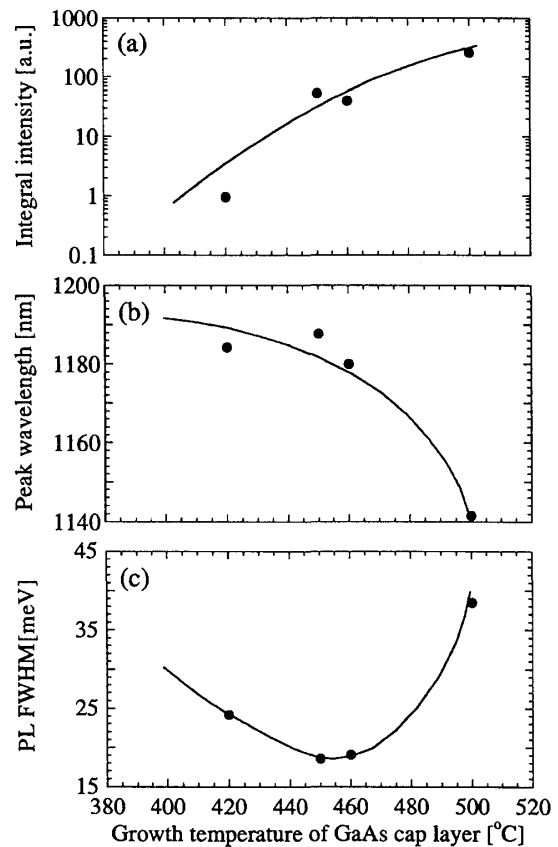 (a)
Integral intensity [a.u.]
1000
100
10
1
0.1
(b)
Peak wavelength [nm]
1200
1180
1160
1140
(c)
PL FWHM[meV]
45
35
25
15
380 400 420 440 460 480 500 520
Growth temperature of GaAs cap layer [°C]